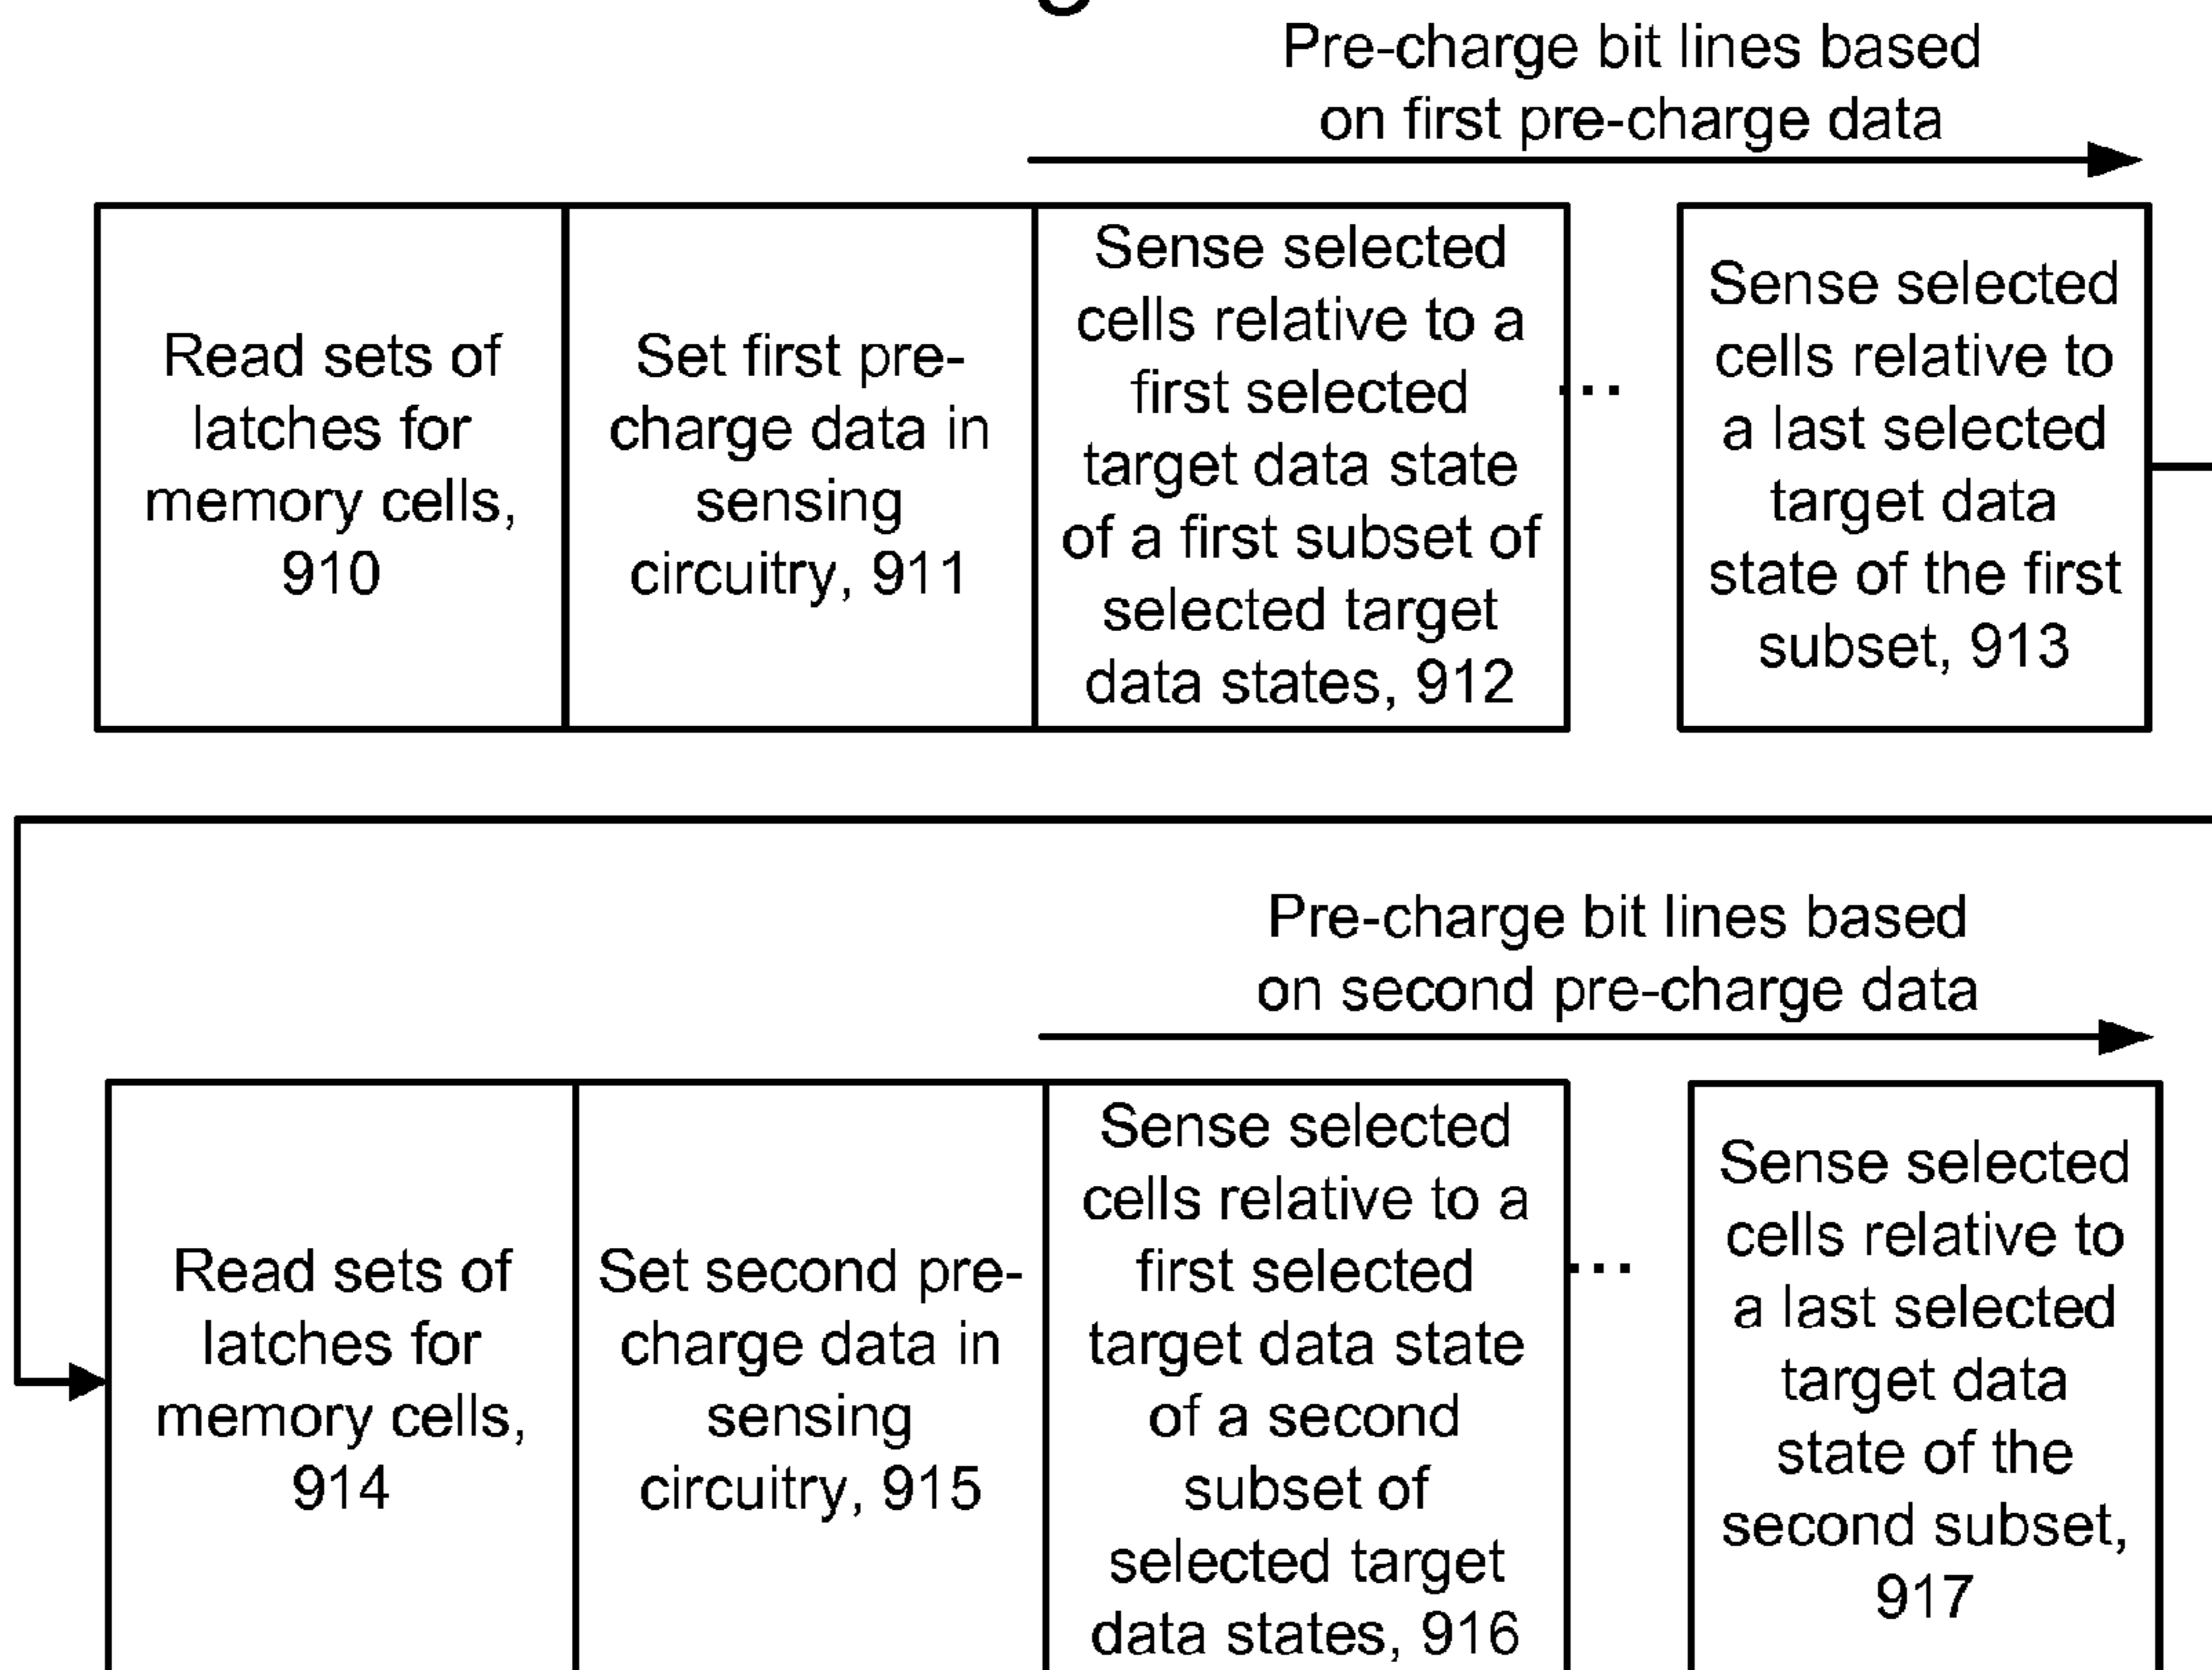 Pre-charge bit lines based
on first pre-charge data
Read sets of
latches for
memory cells,
910
Set first pre-
charge data in
sensing
circuitry, 911
Sense selected
cells relative to a
first selected
target data state
of a first subset of
selected target
data states, 912
...
Sense selected
cells relative to
a last selected
target data
state of the first
subset, 913
Pre-charge bit lines based
on second pre-charge data
Read sets of
latches for
memory cells,
914
Set second pre-
charge data in
sensing
circuitry, 915
Sense selected
cells relative to a
first selected
target data state
of a second
subset of
selected target
data states, 916
...
Sense selected
cells relative to
a last selected
target data
state of the
second subset,
917